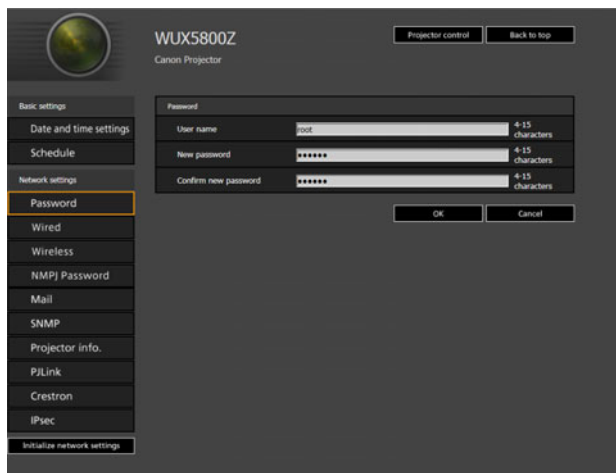 WUX5800Z
Projector control
Back to top
Canon Projector
Basic settings
Date and time settings
Schedule
Network settings
Password
Wired
Wireless
NMPJ Password
Mail
SNMP
Projector info.
PJLink
Crestron
IPsec
Initialize network settings
Password
User name
root
4-15
characters
New password
••••••
4-15
characters
Confirm new password
••••••
4-15
characters
OK
Cancel